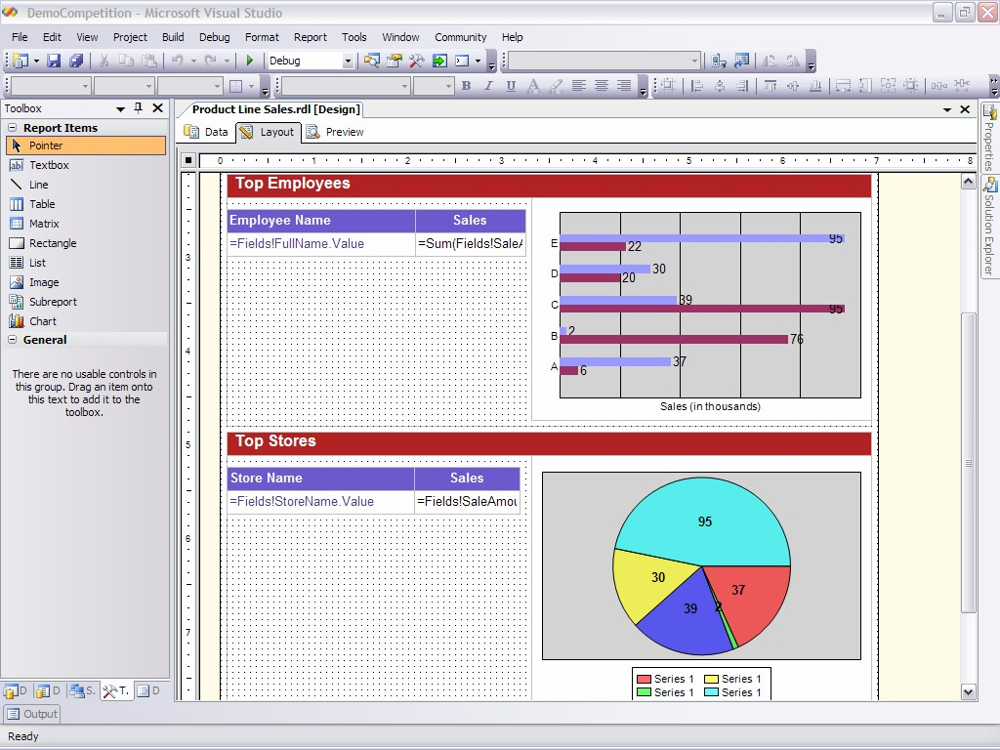 DemoCompetition - Microsoft Visual Studio
File Edit View Project Build Debug Format Report Tools Window Community Help
Debug
B I U A
Toolbox
Product Line Sales.rdl [Design]
Report Items
Data Layout Preview
Pointer
Textbox
Line
Table
Matrix
Rectangle
List
Image
Subreport
Chart
General
There are no usable controls in
this group. Drag an item onto
this text to add it to the
toolbox.
0 1 2 3 4 5 6 7 8
3
4
5
6
7
Top Employees
Employee Name Sales
=Fields!FullName.Value =Sum(Fields!SaleA
E 95
22
D 30
20
C 39
95
B 2
76
A 37
6
Sales (in thousands)
Top Stores
Store Name Sales
=Fields!StoreName.Value =Fields!SaleAmou
95
30
37
39
2
Series 1 Series 1
Series 1 Series 1
Properties
Solution Explorer
D D S. T. D
Output
Ready